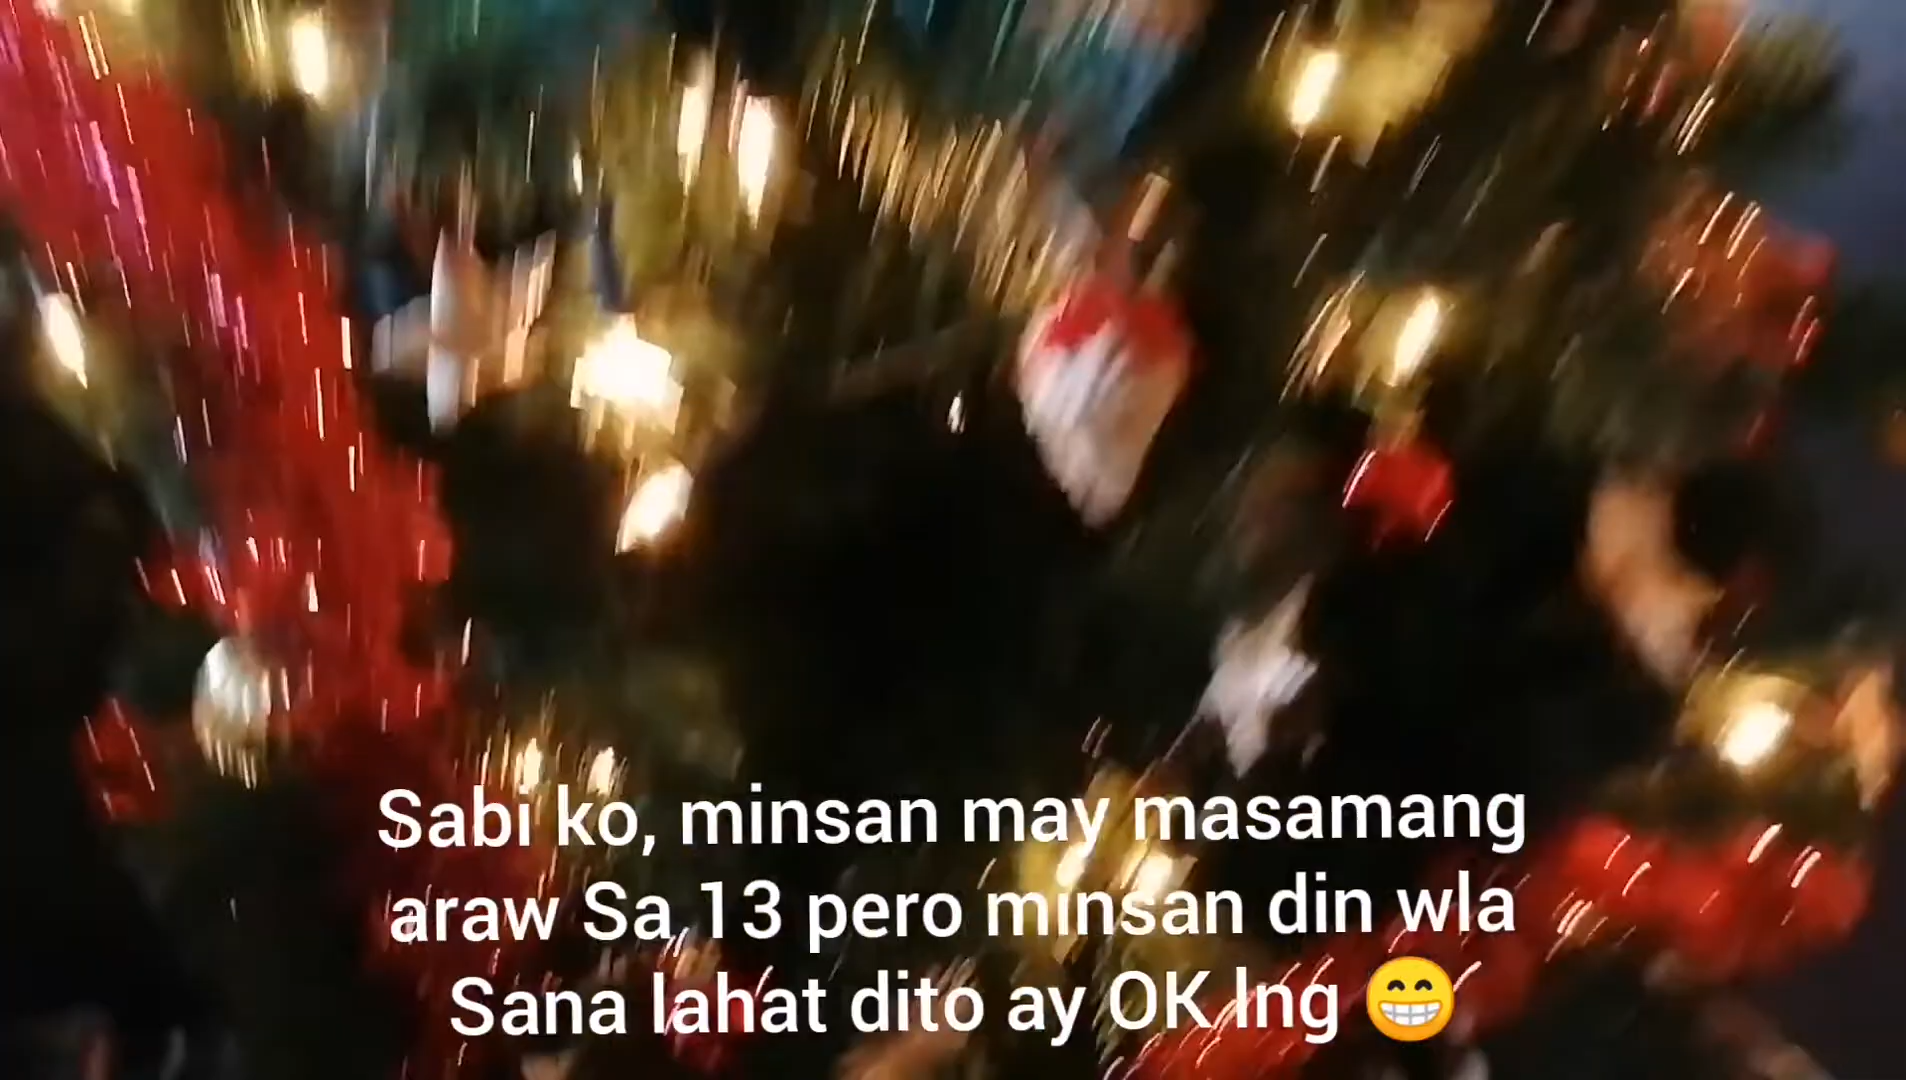 Sabi ko, minsan may masamang
araw Sa 13 pero minsan din wla
Sana lahat dito ay OK lng 😁